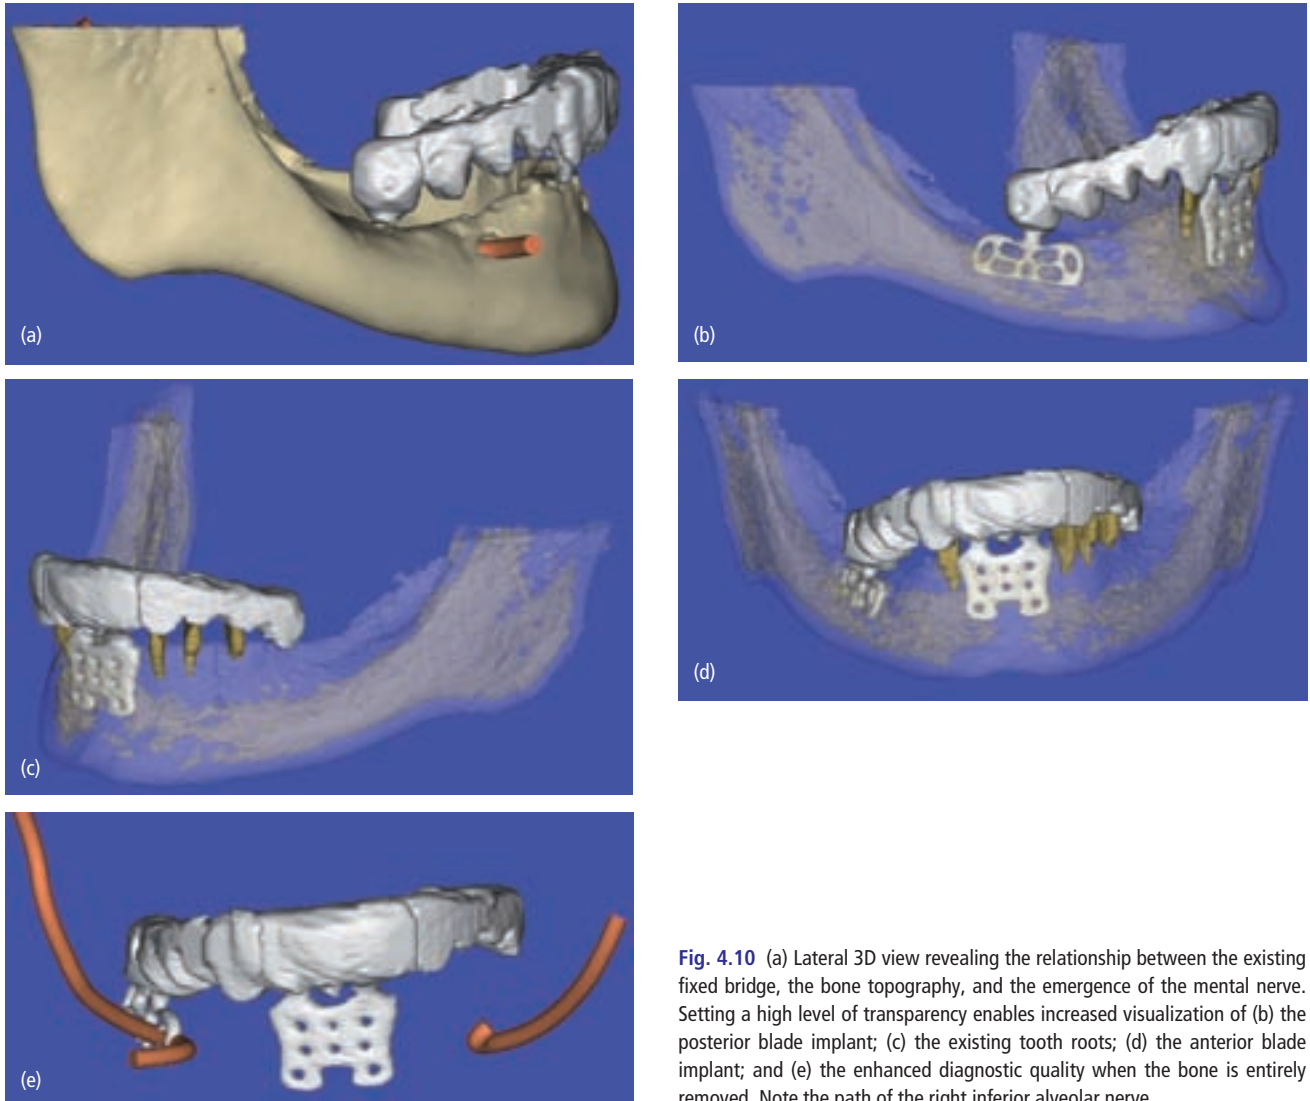 (a)
(b)
(c)
(d)
(e)
Fig. 4.10 (a) Lateral 3D view revealing the relationship between the existing
fixed bridge, the bone topography, and the emergence of the mental nerve.
Setting a high level of transparency enables increased visualization of (b) the
posterior blade implant; (c) the existing tooth roots; (d) the anterior blade
implant; and (e) the enhanced diagnostic quality when the bone is entirely
removed. Note the path of the right inferior alveolar nerve.